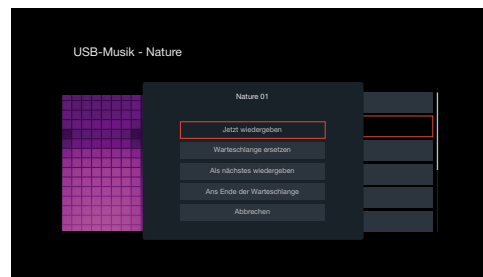 USB-Musik - Nature
Nature 01
Jetzt wiedergeben
Warteschlange ersetzen
Als nächstes wiedergeben
Ans Ende der Warteschlange
Abbrechen